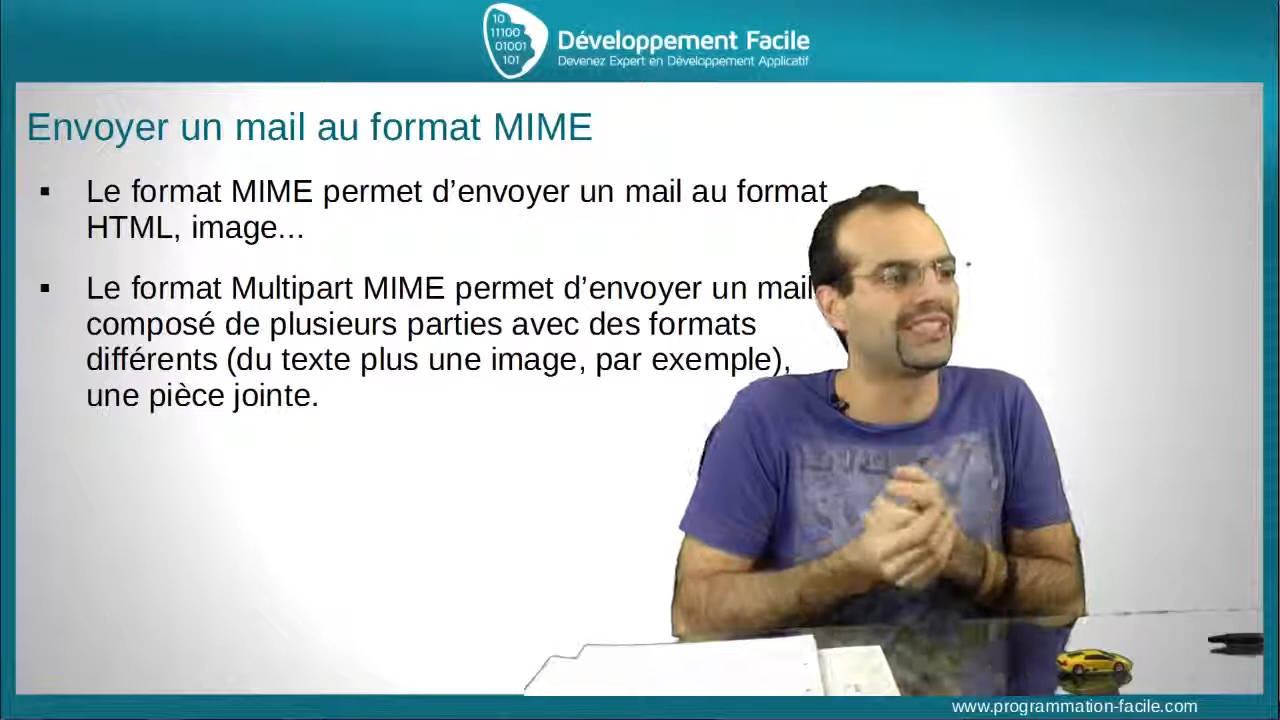 10
11100
01001
101
Développement Facile
Devenez Expert en Développement Applicatif
Envoyer un mail au format MIME
▪ Le format MIME permet d’envoyer un mail au format
HTML, image...
▪ Le format Multipart MIME permet d’envoyer un mail
composé de plusieurs parties avec des formats
différents (du texte plus une image, par exemple),
une pièce jointe.
www.programmation-facile.com